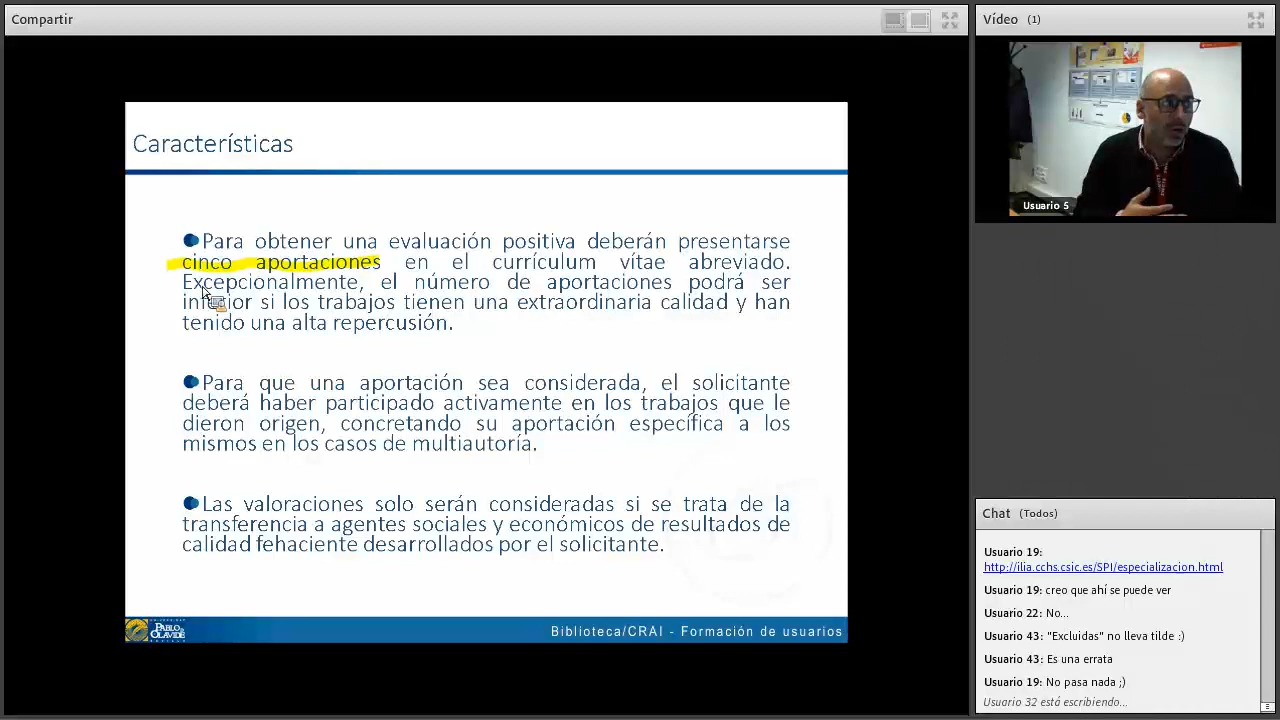 Compartir
Vídeo (1)
Características
Para obtener una evaluación positiva deberán presentarse
cinco aportaciones en el currículum vítae abreviado.
Excepcionalmente, el número de aportaciones podrá ser
inferior si los trabajos tienen una extraordinaria calidad y han
tenido una alta repercusión.
Para que una aportación sea considerada, el solicitante
deberá haber participado activamente en los trabajos que le
dieron origen, concretando su aportación específica a los
mismos en los casos de multiautoría.
Las valoraciones solo serán consideradas si se trata de la
transferencia a agentes sociales y económicos de resultados de
calidad fehaciente desarrollados por el solicitante.
PABLO DE
OLAVIDE
Biblioteca/CRAI - Formación de usuarios
Usuario 5
Chat (Todos)
Usuario 19:
http://ilia.cchs.csic.es/SPI/especializacion.html
Usuario 19: creo que ahí se puede ver
Usuario 22: No...
Usuario 43: "Excluidas" no lleva tilde :)
Usuario 43: Es una errata
Usuario 19: No pasa nada ;)
Usuario 32 está escribiendo...